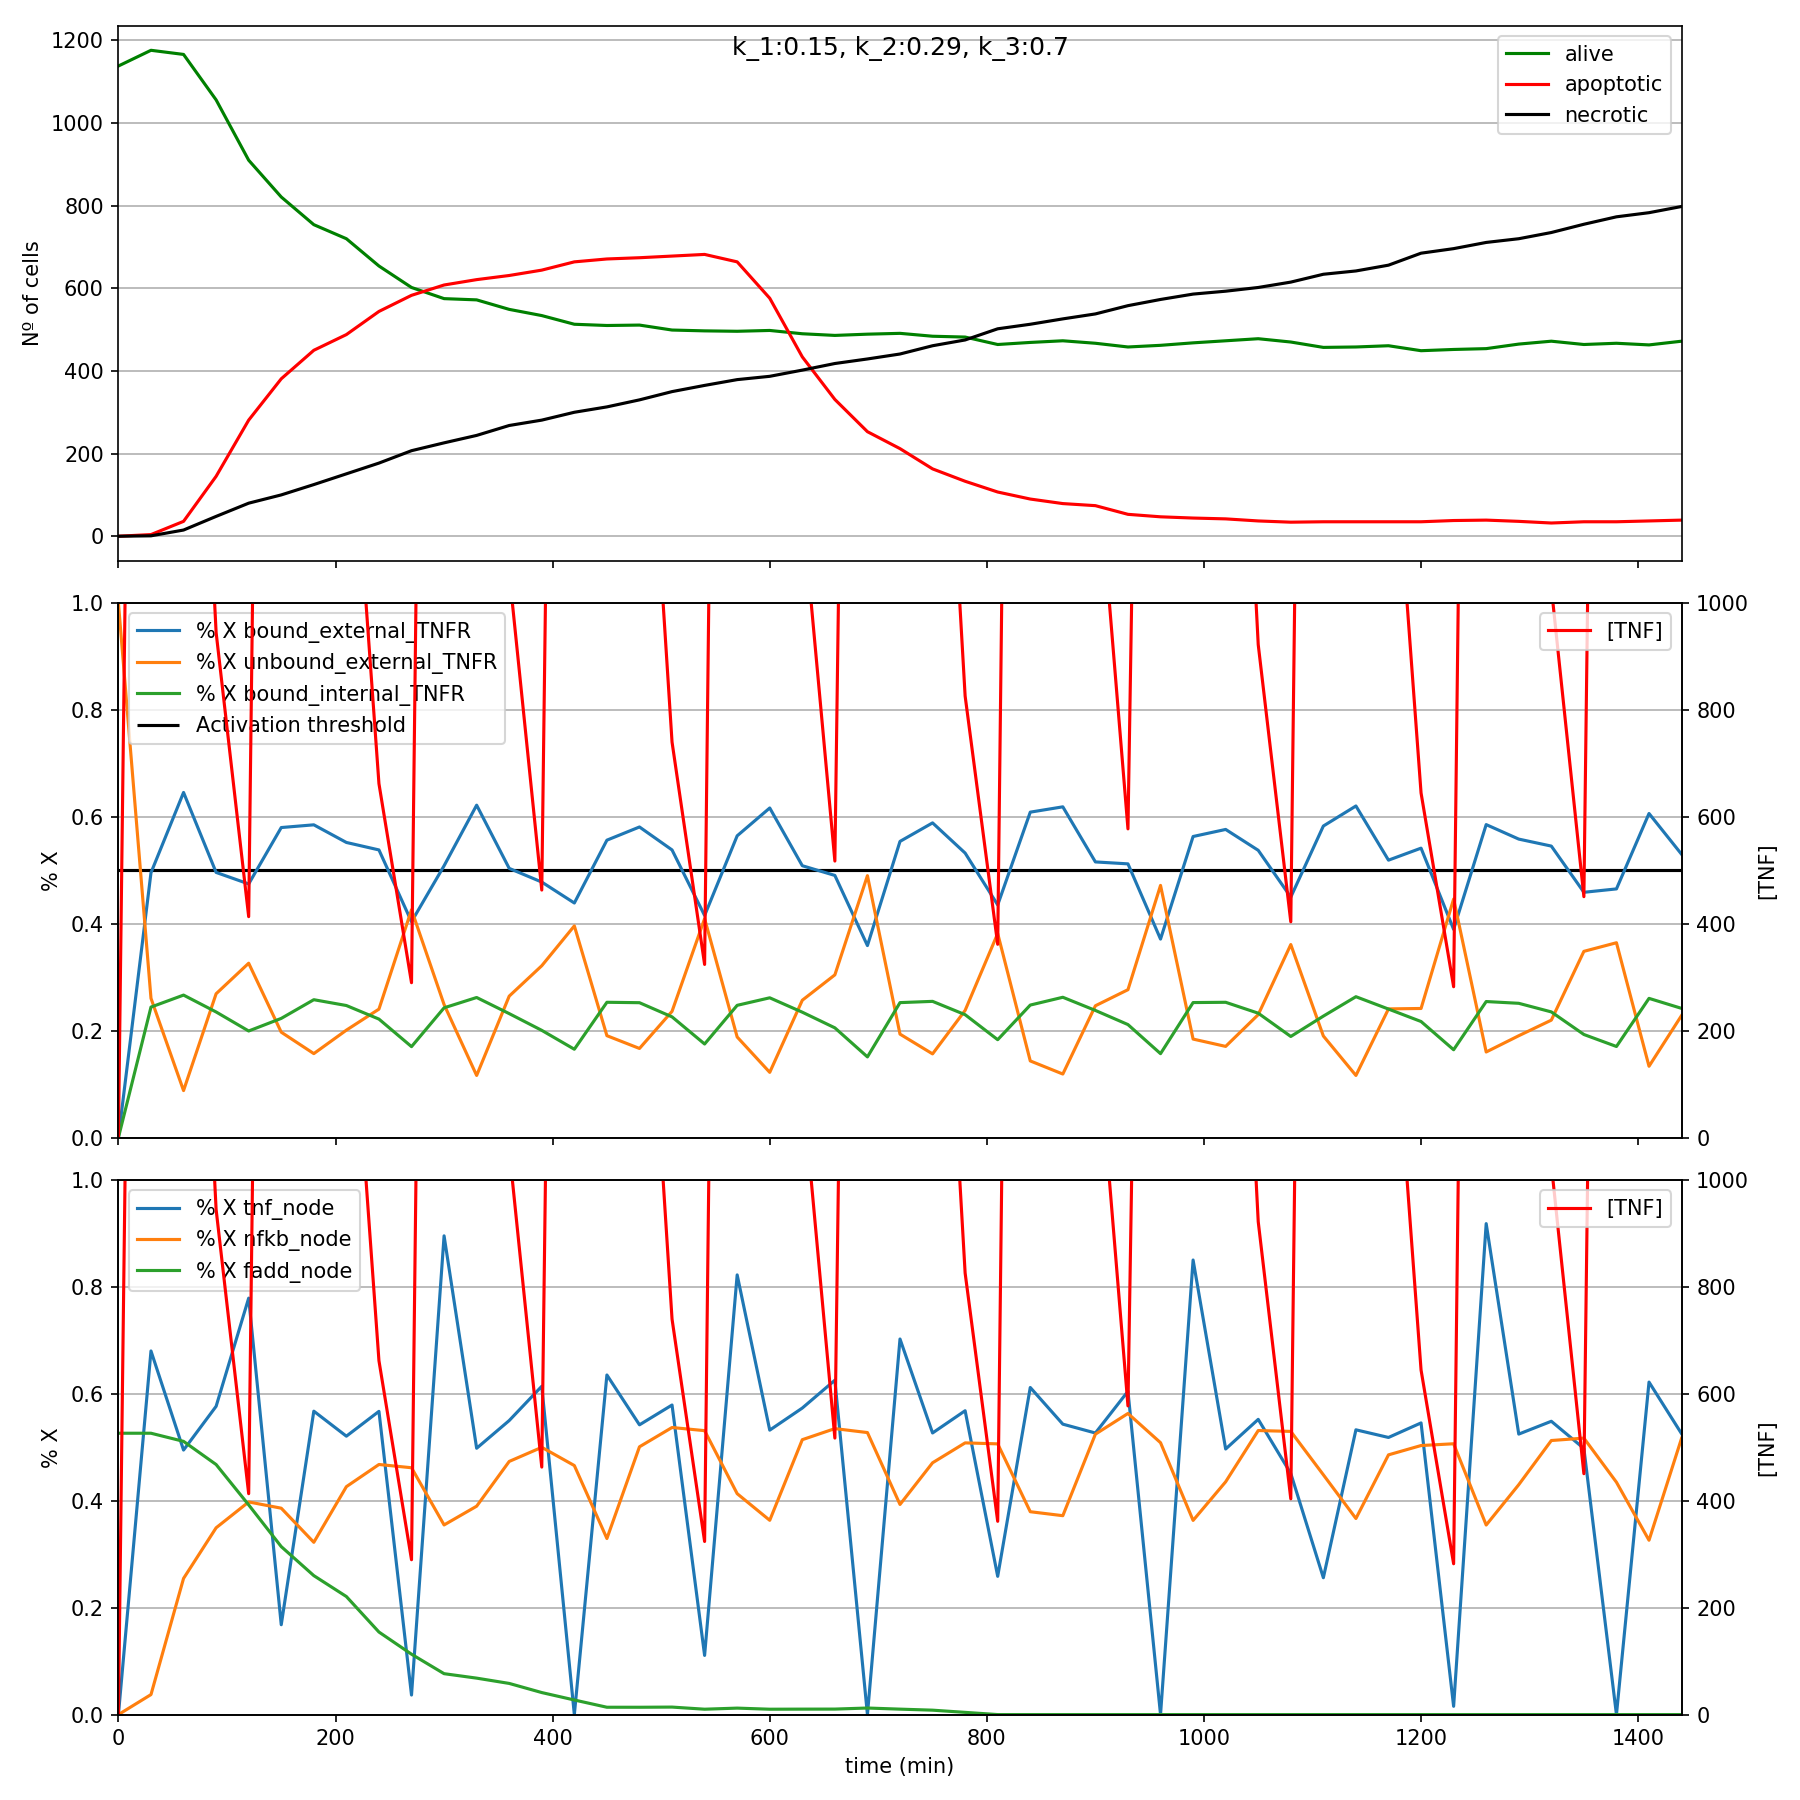 k_1:0.15, k_2:0.29, k_3:0.7
alive
apoptotic
necrotic
1200
1000
800
600
400
200
0
Nº of cells
% X bound_external_TNFR
% X unbound_external_TNFR
% X bound_internal_TNFR
Activation threshold
[TNF]
1.0
0.8
0.6
0.4
0.2
0.0
% X
1000
800
600
400
200
0
[TNF]
% X tnf_node
% X nfkb_node
% X fadd_node
[TNF]
1.0
0.8
0.6
0.4
0.2
0.0
% X
1000
800
600
400
200
0
[TNF]
0 200 400 600 800 1000 1200 1400
time (min)